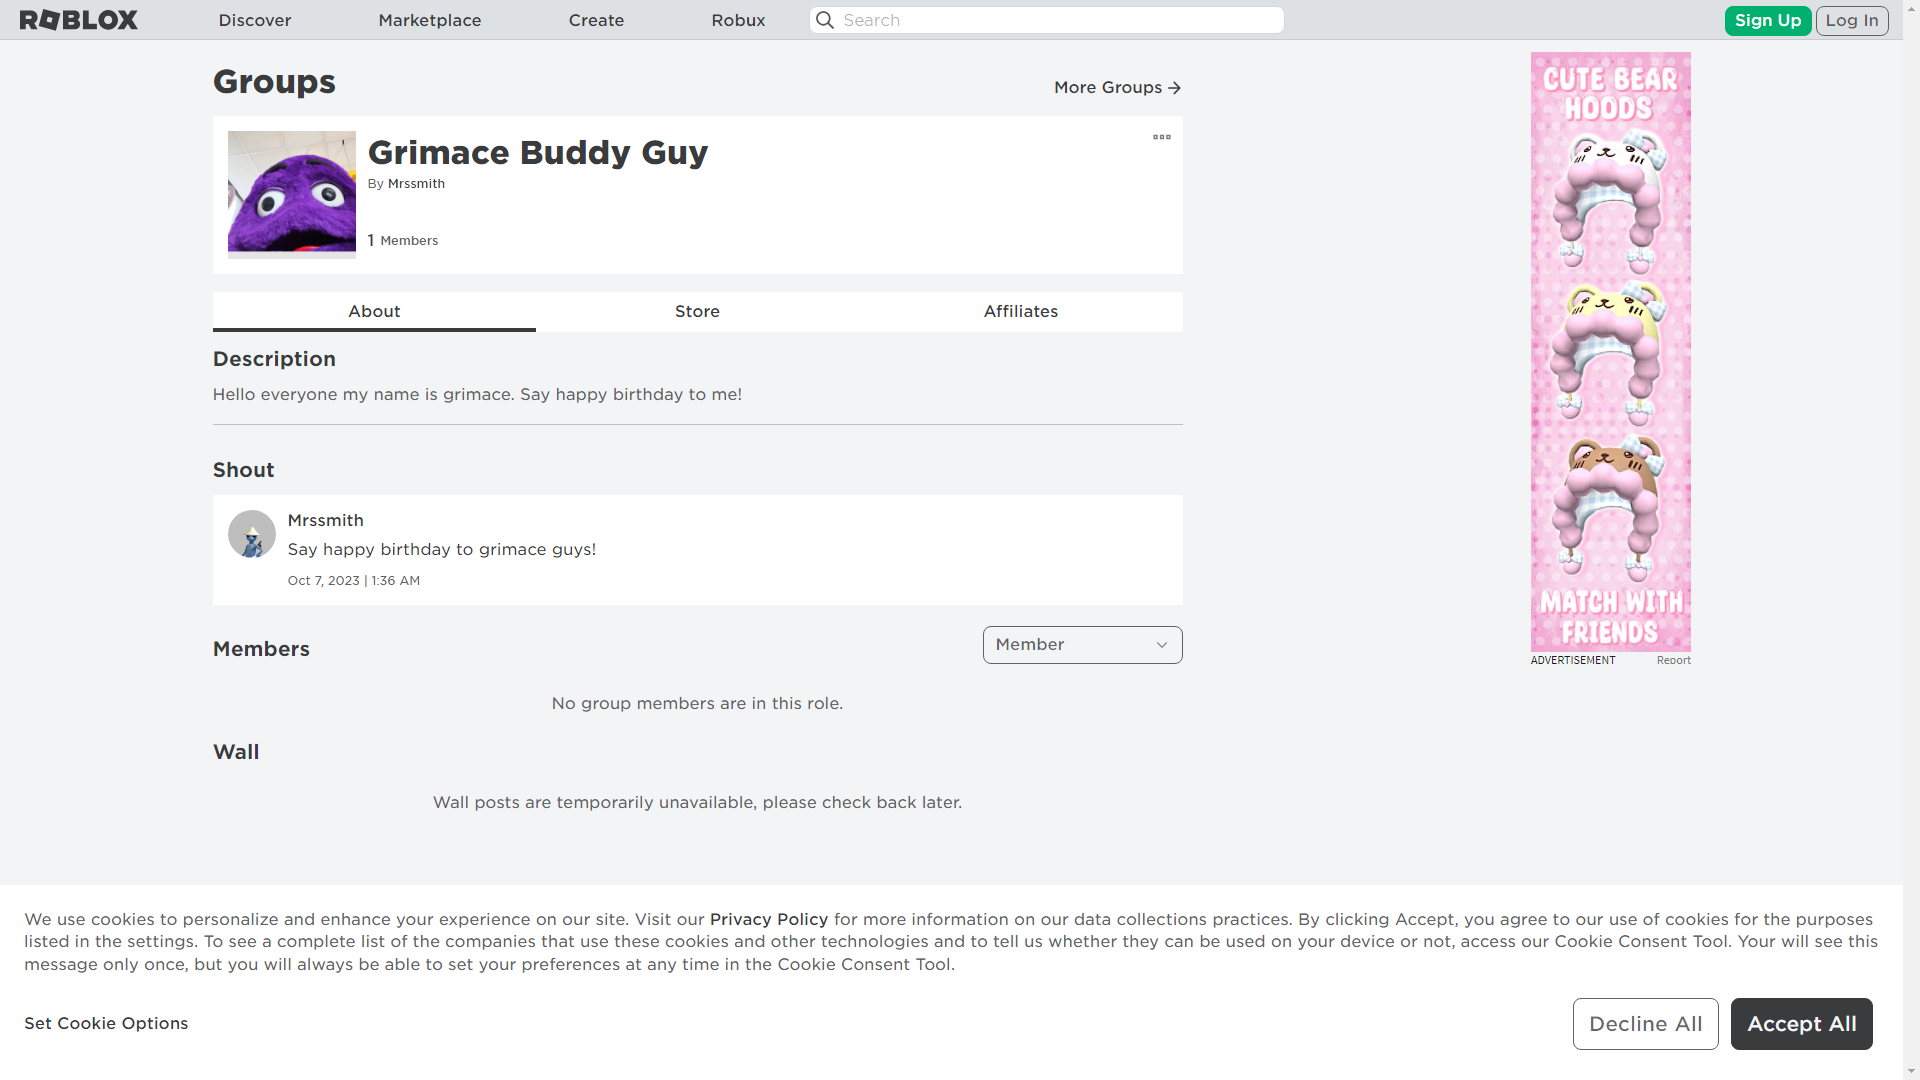 ROBLOX
Discover
Marketplace
Create
Robux
Search
Sign Up
Log In
Groups
More Groups
Grimace Buddy Guy
By Mrssmith
1 Members
About
Store
Affiliates
Description
Hello everyone my name is grimace. Say happy birthday to me!
Shout
Mrssmith
Say happy birthday to grimace guys!
Oct 7, 2023 | 1:36 AM
Members
Member
No group members are in this role.
Wall
Wall posts are temporarily unavailable, please check back later.
CUTE BEAR
HOODS
MATCH WITH
FRIENDS
ADVERTISEMENT
Report
We use cookies to personalize and enhance your experience on our site. Visit our Privacy Policy for more information on our data collections practices. By clicking Accept, you agree to our use of cookies for the purposes
listed in the settings. To see a complete list of the companies that use these cookies and other technologies and to tell us whether they can be used on your device or not, access our Cookie Consent Tool. Your will see this
message only once, but you will always be able to set your preferences at any time in the Cookie Consent Tool.
Set Cookie Options
Decline All
Accept All